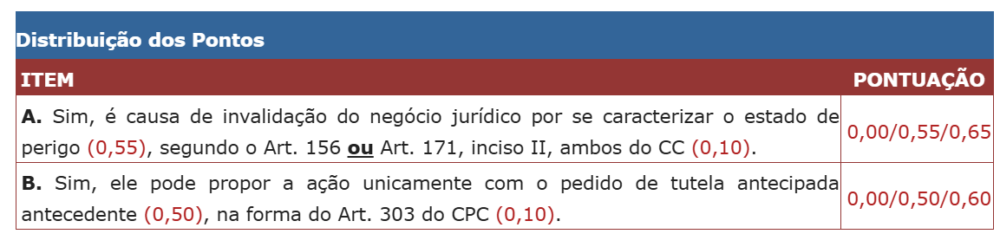 Distribuição dos Pontos
ITEM PONTUAÇÃO
A. Sim, é causa de invalidação do negócio jurídico por se caracterizar o estado de
perigo (0,55), segundo o Art. 156 ou Art. 171, inciso II, ambos do CC (0,10).
0,00/0,55/0,65
B. Sim, ele pode propor a ação unicamente com o pedido de tutela antecipada
antecedente (0,50), na forma do Art. 303 do CPC (0,10).
0,00/0,50/0,60